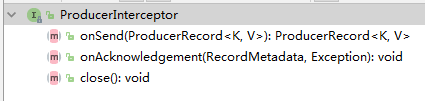 ProducerInterceptor
onSend(ProducerRecord<K, V>): ProducerRecord<K, V>
onAcknowledgement(RecordMetadata, Exception): void
close(): void